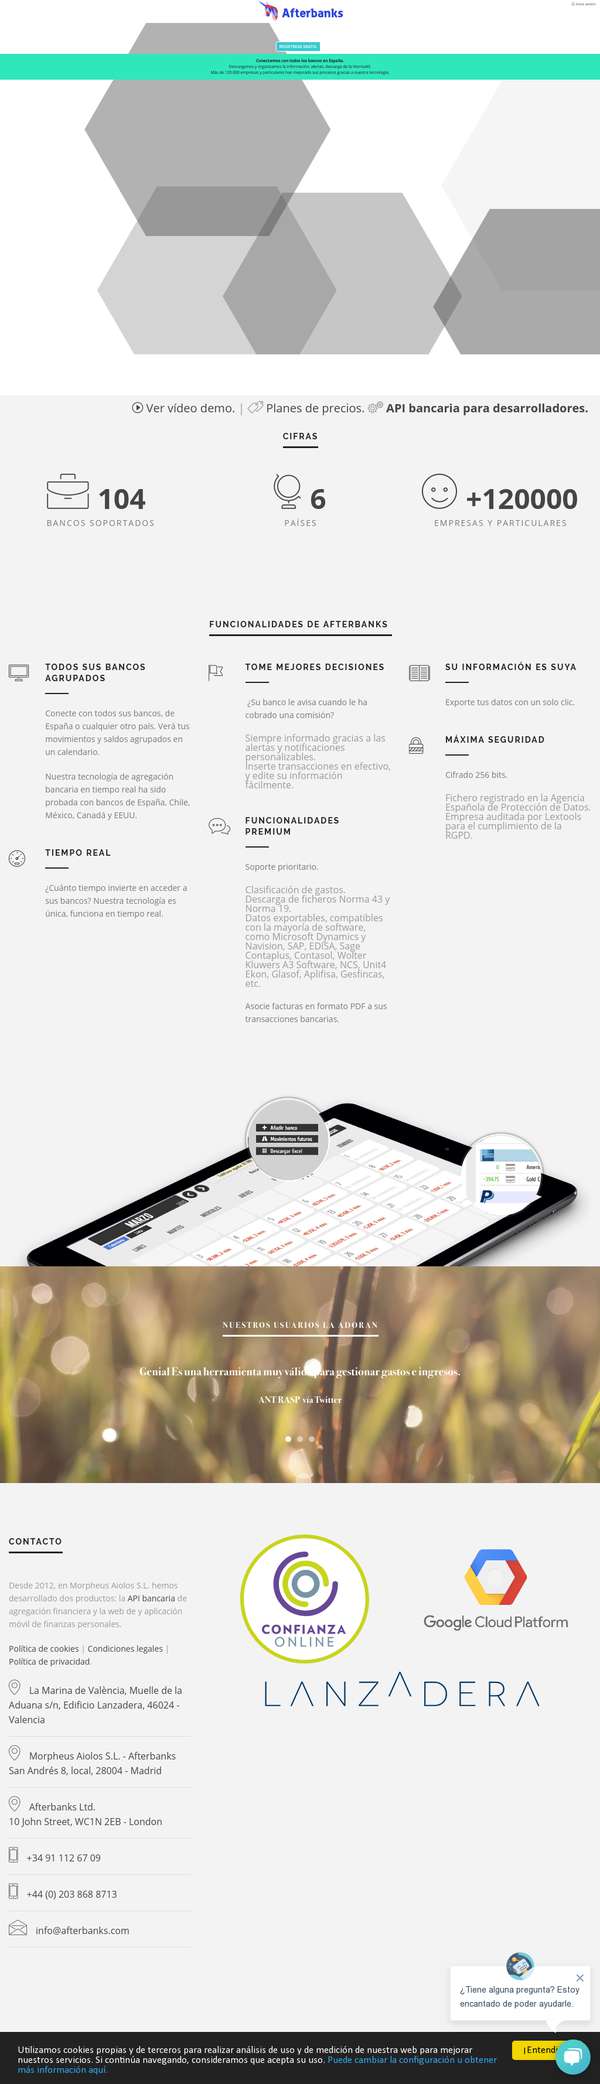 Afterbanks
Iniciar sesión
REGÍSTRESE GRATIS
Conectamos con todos los bancos en España.
Descargamos y organizamos la información, alertas, descarga de la Norma43.
Más de 120.000 empresas y particulares han mejorado sus procesos gracias a nuestra tecnología.
Ver vídeo demo. | Planes de precios. API bancaria para desarrolladores.
CIFRAS
104
BANCOS SOPORTADOS
6
PAÍSES
+120000
EMPRESAS Y PARTICULARES
FUNCIONALIDADES DE AFTERBANKS
TODOS SUS BANCOS
AGRUPADOS
Conecte con todos sus bancos, de
España o cualquier otro país. Verá tus
movimientos y saldos agrupados en
un calendario.
Nuestra tecnología de agregación
bancaria en tiempo real ha sido
probada con bancos de España, Chile,
México, Canadá y EEUU.
TIEMPO REAL
¿Cuánto tiempo invierte en acceder a
sus bancos? Nuestra tecnología es
única, funciona en tiempo real.
TOME MEJORES DECISIONES
¿Su banco le avisa cuando le ha
cobrado una comisión?
Siempre informado gracias a las
alertas y notificaciones
personalizables.
Inserte transacciones en efectivo,
y edite su información
fácilmente.
FUNCIONALIDADES
PREMIUM
Soporte prioritario.
Clasificación de gastos.
Descarga de ficheros Norma 43 y
Norma 19.
Datos exportables, compatibles
con la mayoría de software,
como Microsoft Dynamics y
Navision, SAP, EDISA, Sage
Contaplus, Contasol, Wolter
Kluwers A3 Software, NCS, Unit4
Ekon, Glasof, Aplifisa, Gesfincas,
etc.
Asocie facturas en formato PDF a sus
transacciones bancarias.
SU INFORMACIÓN ES SUYA
Exporte tus datos con un solo clic.
MÁXIMA SEGURIDAD
Cifrado 256 bits.
Fichero registrado en la Agencia
Española de Protección de Datos.
Empresa auditada por Lextools
para el cumplimiento de la
RGPD.
Añadir banco
Movimientos futuros
Descargar Excel
MARZO
LUNES
MARTES
NUESTROS USUARIOS LA ADORAN
Genial Es una herramienta muy válida para gestionar gastos e ingresos.
ANT RASP vía Twitter
CONTACTO
Desde 2012, en Morpheus Aiolos S.L. hemos
desarrollado dos productos: la API bancaria de
agregación financiera y la web de y aplicación
móvil de finanzas personales.
Política de cookies | Condiciones legales |
Política de privacidad.
La Marina de València, Muelle de la
Aduana s/n, Edificio Lanzadera, 46024 -
Valencia
Morpheus Aiolos S.L. - Afterbanks
San Andrés 8, local, 28004 - Madrid
Afterbanks Ltd.
10 John Street, WC1N 2EB - London
+34 91 112 67 09
+44 (0) 203 868 8713
info@afterbanks.com
CONFIANZA
ONLINE
Google Cloud Platform
LANZADERA
¿Tiene alguna pregunta? Estoy
encantado de poder ayudarle.
Utilizamos cookies propias y de terceros para realizar análisis de uso y de medición de nuestra web para mejorar
nuestros servicios. Si continúa navegando, consideramos que acepta su uso. Puede cambiar la configuración u obtener
más información aquí.
¡Entendi